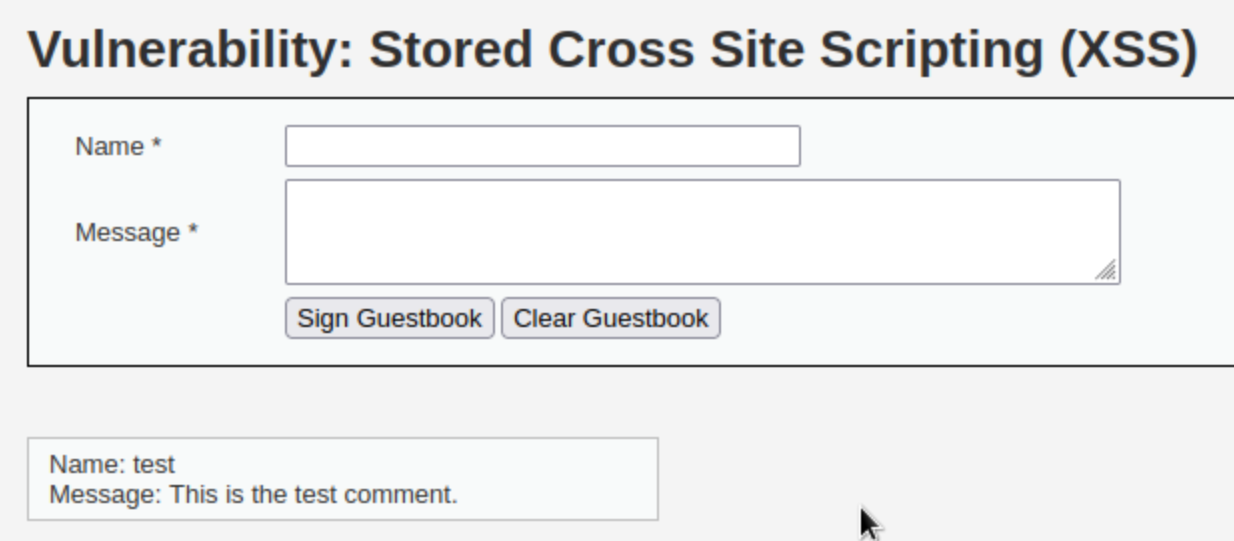 Vulnerability: Stored Cross Site Scripting (XSS)
Name *
Message *
Sign Guestbook Clear Guestbook
Name: test
Message: This is the test comment.